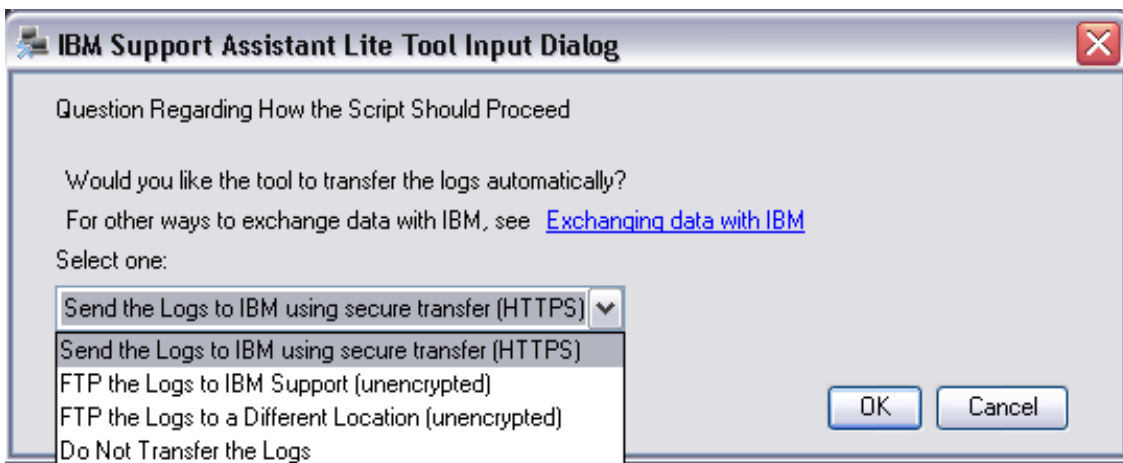 IBM Support Assistant Lite Tool Input Dialog
Question Regarding How the Script Should Proceed
Would you like the tool to transfer the logs automatically?
For other ways to exchange data with IBM, see Exchanging data with IBM
Select one:
Send the Logs to IBM using secure transfer (HTTPS)
Send the Logs to IBM using secure transfer (HTTPS)
FTP the Logs to IBM Support (unencrypted)
FTP the Logs to a Different Location (unencrypted)
OK Cancel
Do Not Transfer the Logs